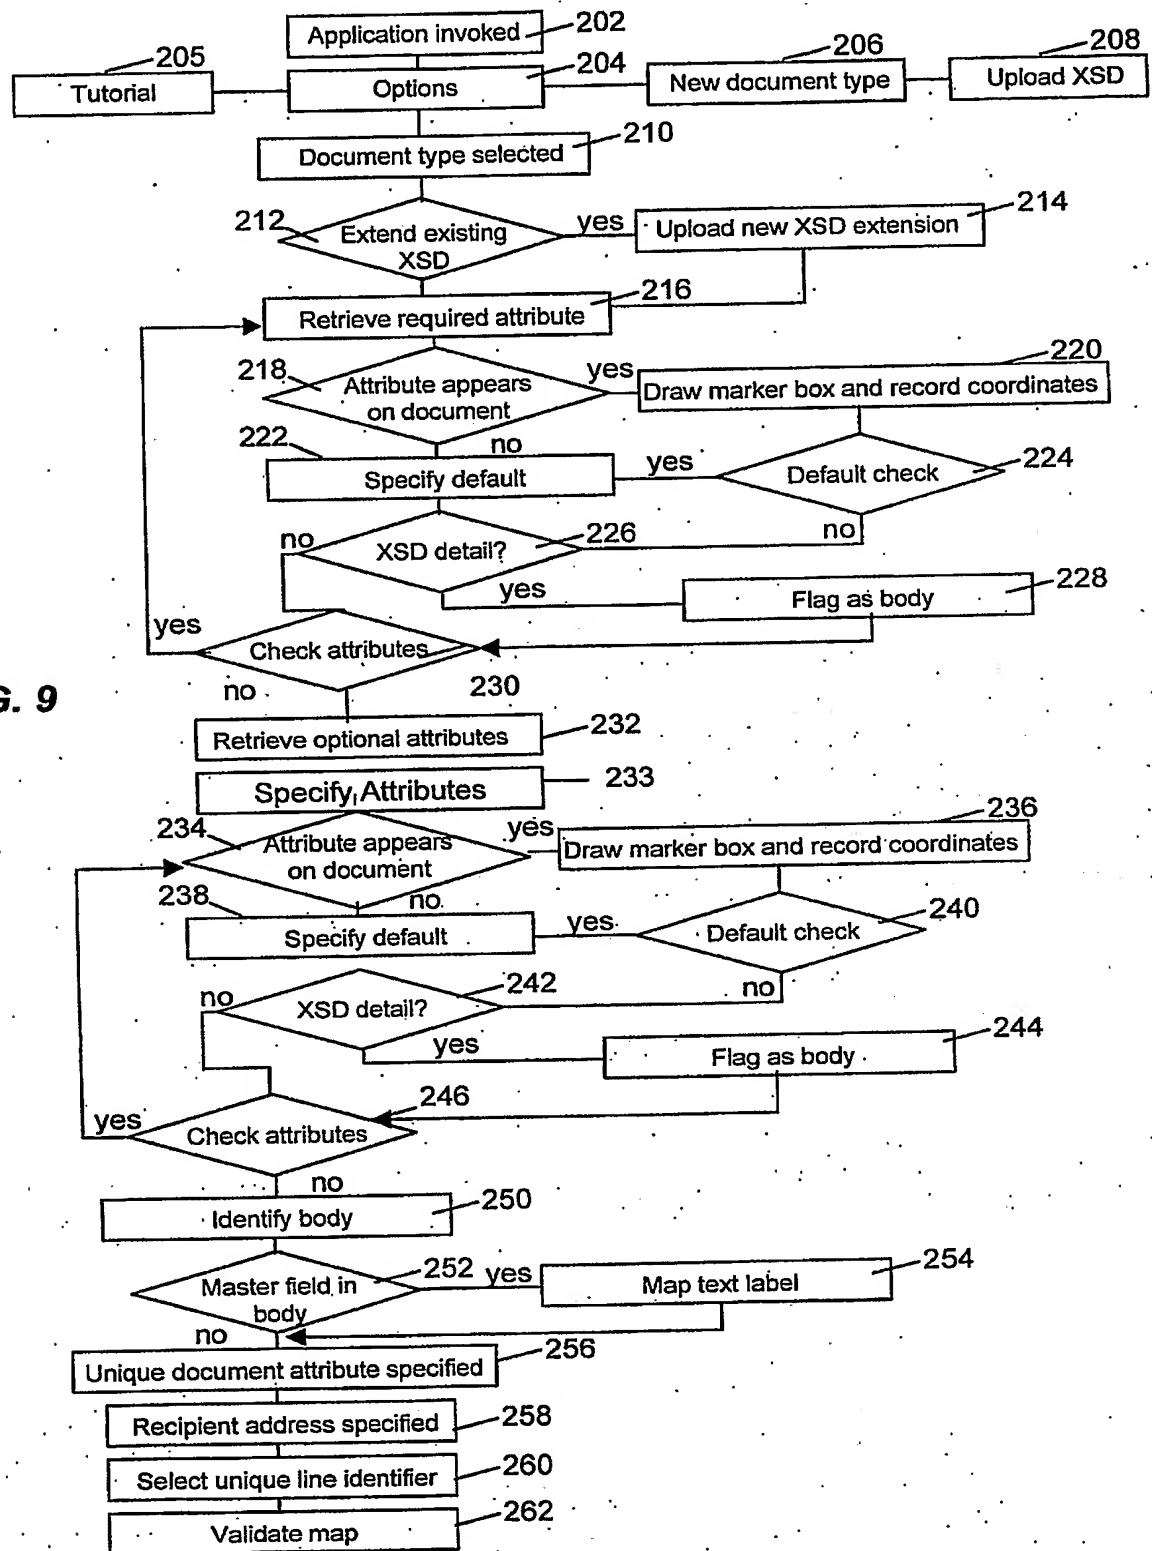 Application invoked
202
205
204
206
208
Tutorial
Options
New document type
Upload XSD
Document type selected
210
212
Extend existing
XSD
yes
Upload new XSD extension
214
Retrieve required attribute
216
218
Attribute appears
on document
yes
Draw marker box and record coordinates
220
222
no
Specify default
yes
Default check
224
no
XSD detail?
226
no
yes
Flag as body
228
yes
Check attributes
no
230
G. 9
Retrieve optional attributes
232
Specify Attributes
233
234
Attribute appears
on document
yes
Draw marker box and record coordinates
236
238
no
Specify default
yes
Default check
240
no
XSD detail?
242
no
yes
Flag as body
244
246
yes
Check attributes
no
Identify body
250
Master field in
body
252
yes
Map text label
254
no
Unique document attribute specified
256
Recipient address specified
258
Select unique line identifier
260
Validate map
262